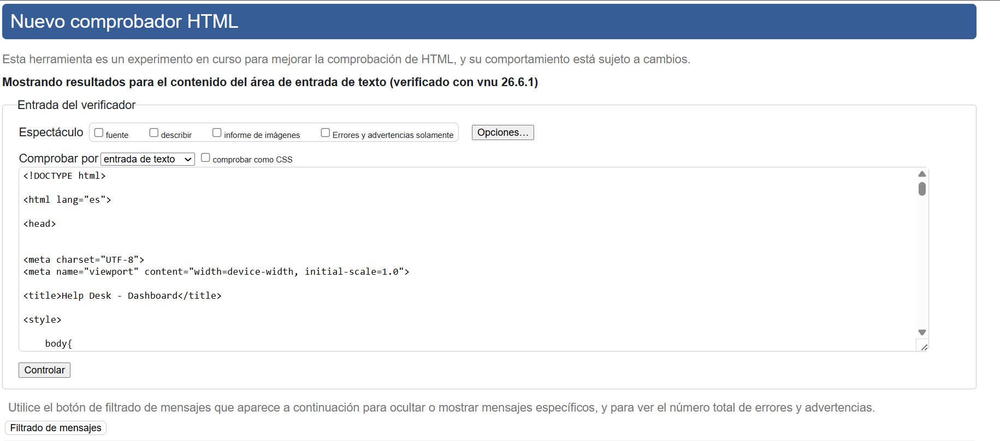 Nuevo comprobador HTML
Esta herramienta es un experimento en curso para mejorar la comprobación de HTML, y su comportamiento está sujeto a cambios.
Mostrando resultados para el contenido del área de entrada de texto (verificado con vnu 26.6.1)
Entrada del verificador
Espectáculo fuente describir informe de imágenes Errores y advertencias solamente Opciones...
Comprobar por entrada de texto comprobar como CSS
<!DOCTYPE html>
<html lang="es">
<head>
<meta charset="UTF-8">
<meta name="viewport" content="width=device-width, initial-scale=1.0">
<title>Help Desk - Dashboard</title>
<style>
body{
Controlar
Utilice el botón de filtrado de mensajes que aparece a continuación para ocultar o mostrar mensajes específicos, y para ver el número total de errores y advertencias.
Filtrado de mensajes